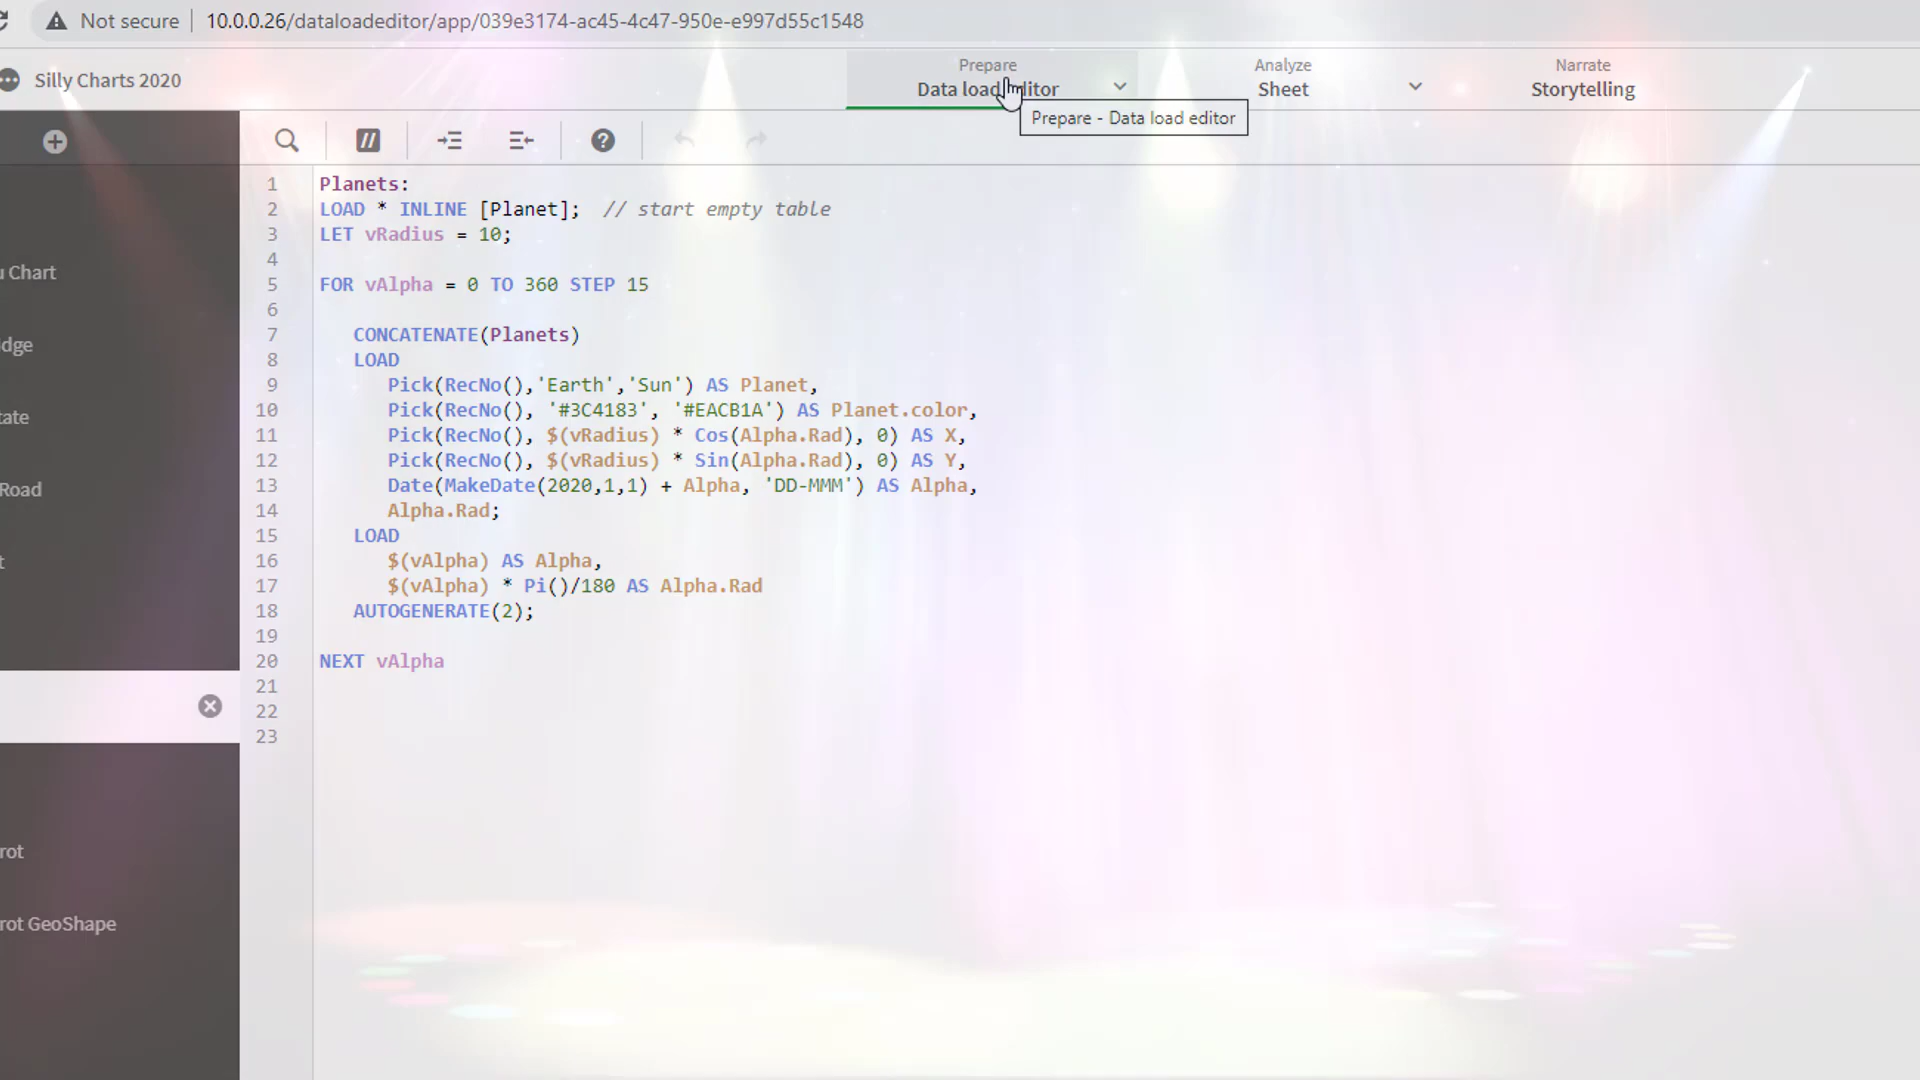 Not secure
10.0.0.26/dataloadeditor/app/039e3174-ac45-4c47-950e-e997d55c1548
Silly Charts 2020
Prepare
Data load editor
Analyze
Sheet
Narrate
Storytelling
Prepare - Data load editor
u Chart
dge
tate
Road
t
rot
rot GeoShape
1 Planets:
2 LOAD * INLINE [Planet];  // start empty table
3 LET vRadius = 10;
4
5 FOR vAlpha = 0 TO 360 STEP 15
6
7    CONCATENATE(Planets)
8    LOAD
9       Pick(RecNo(),'Earth','Sun') AS Planet,
10       Pick(RecNo(), '#3C4183', '#EACB1A') AS Planet.color,
11       Pick(RecNo(), $(vRadius) * Cos(Alpha.Rad), 0) AS X,
12       Pick(RecNo(), $(vRadius) * Sin(Alpha.Rad), 0) AS Y,
13       Date(MakeDate(2020,1,1) + Alpha, 'DD-MMM') AS Alpha,
14       Alpha.Rad;
15    LOAD
16       $(vAlpha) AS Alpha,
17       $(vAlpha) * Pi()/180 AS Alpha.Rad
18    AUTOGENERATE(2);
19
20 NEXT vAlpha
21
22
23